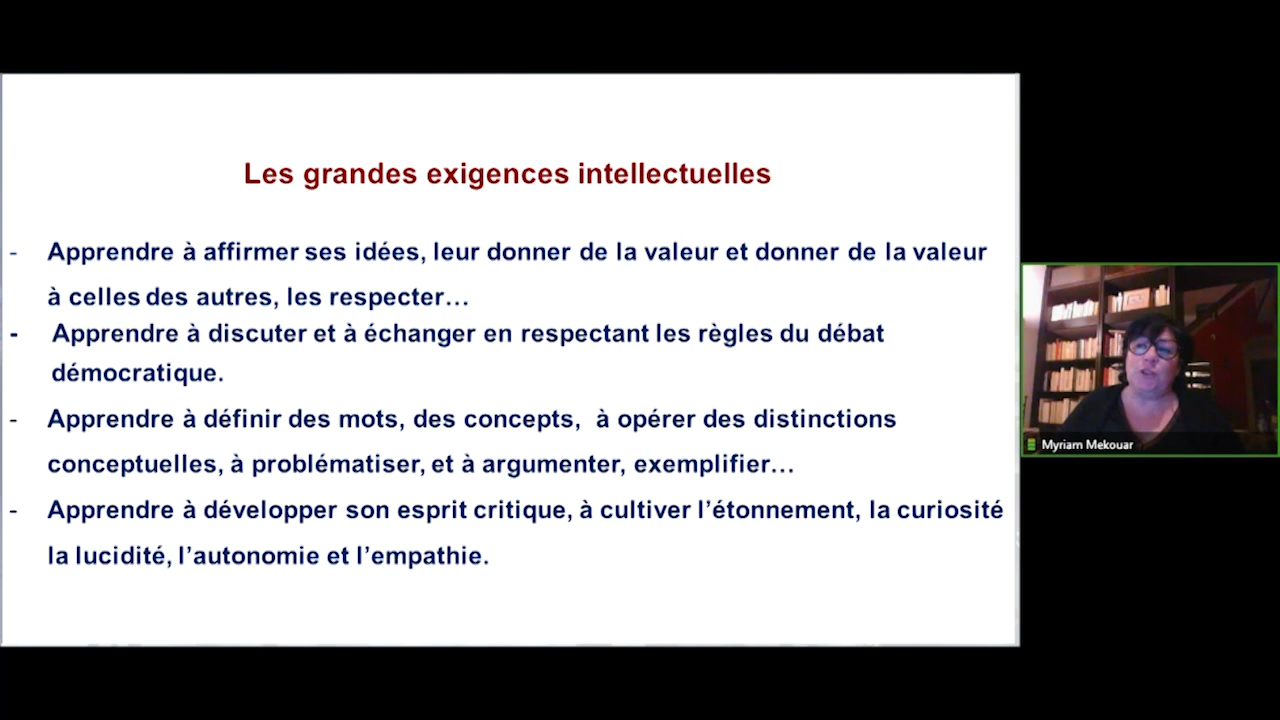 Les grandes exigences intellectuelles
- Apprendre à affirmer ses idées, leur donner de la valeur et donner de la valeur
à celles des autres, les respecter…
- Apprendre à discuter et à échanger en respectant les règles du débat
démocratique.
- Apprendre à définir des mots, des concepts, à opérer des distinctions
conceptuelles, à problématiser, et à argumenter, exemplifier…
- Apprendre à développer son esprit critique, à cultiver l’étonnement, la curiosité
la lucidité, l’autonomie et l’empathie.
Myriam Mekouar